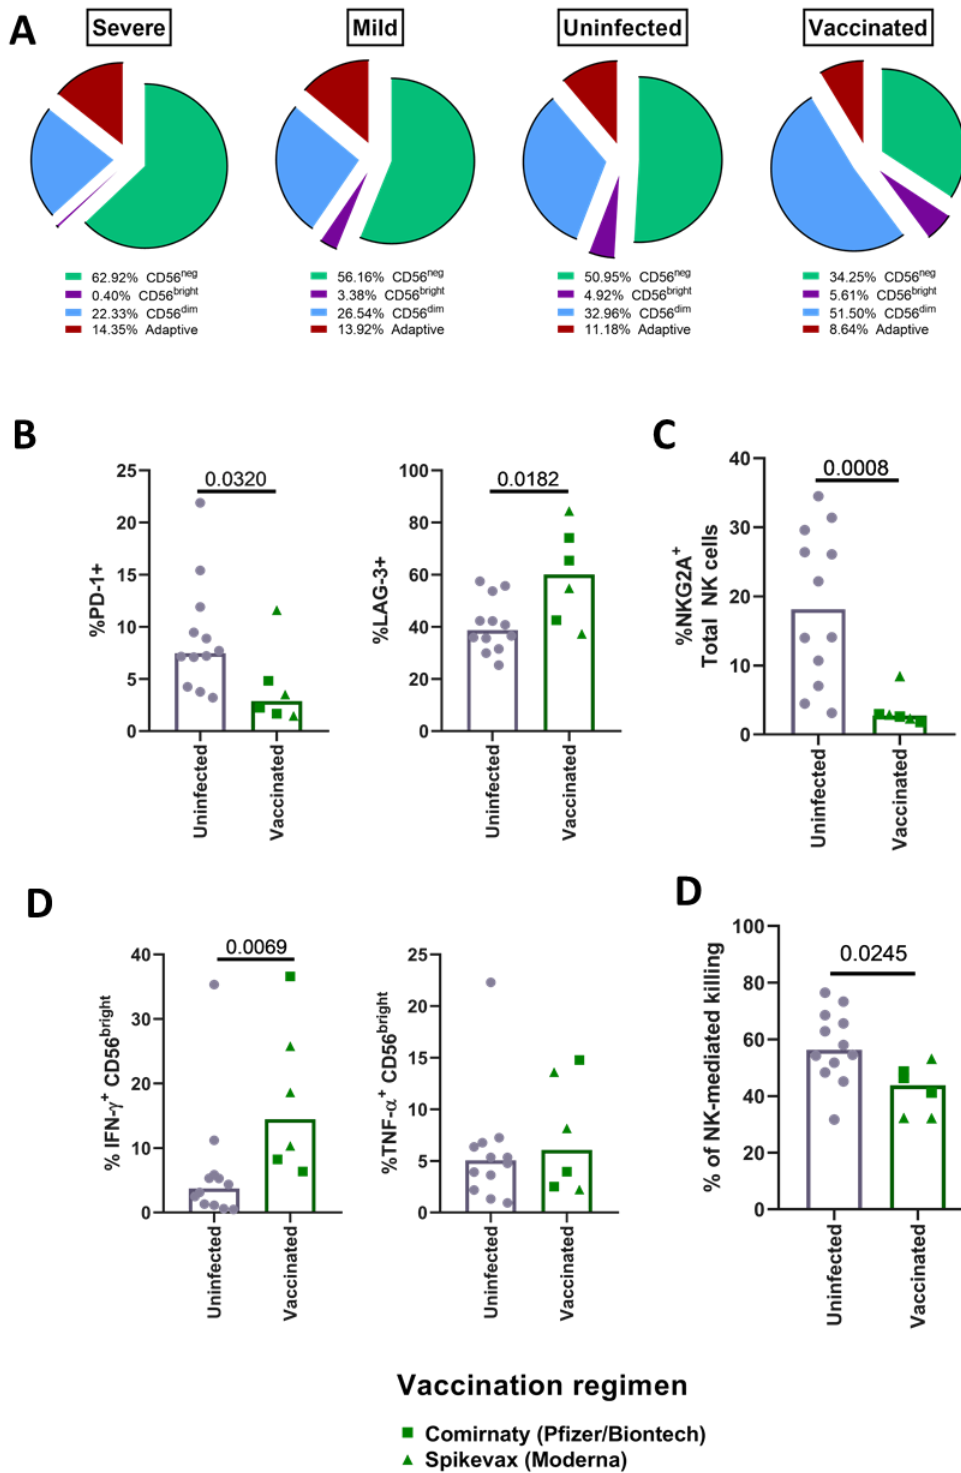 A
Severe
Mild
Uninfected
Vaccinated
62.92% CD56neg
0.40% CD56bright
22.33% CD56dim
14.35% Adaptive
56.16% CD56neg
3.38% CD56bright
26.54% CD56dim
13.92% Adaptive
50.95% CD56neg
4.92% CD56bright
32.96% CD56dim
11.18% Adaptive
34.25% CD56neg
5.61% CD56bright
51.50% CD56dim
8.64% Adaptive
B
%PD-1+
25
20
15
10
5
0
0.0320
Uninfected
Vaccinated
%LAG-3+
100
80
60
40
20
0
0.0182
Uninfected
Vaccinated
C
%NKG2A+
Total NK cells
40
30
20
10
0
0.0008
Uninfected
Vaccinated
D
% IFN-γ+ CD56bright
40
30
20
10
0
0.0069
Uninfected
Vaccinated
%TNF-α+ CD56bright
25
20
15
10
5
0
Uninfected
Vaccinated
D
% of NK-mediated killing
100
80
60
40
20
0
0.0245
Uninfected
Vaccinated
Vaccination regimen
Comirnaty (Pfizer/Biontech)
Spikevax (Moderna)